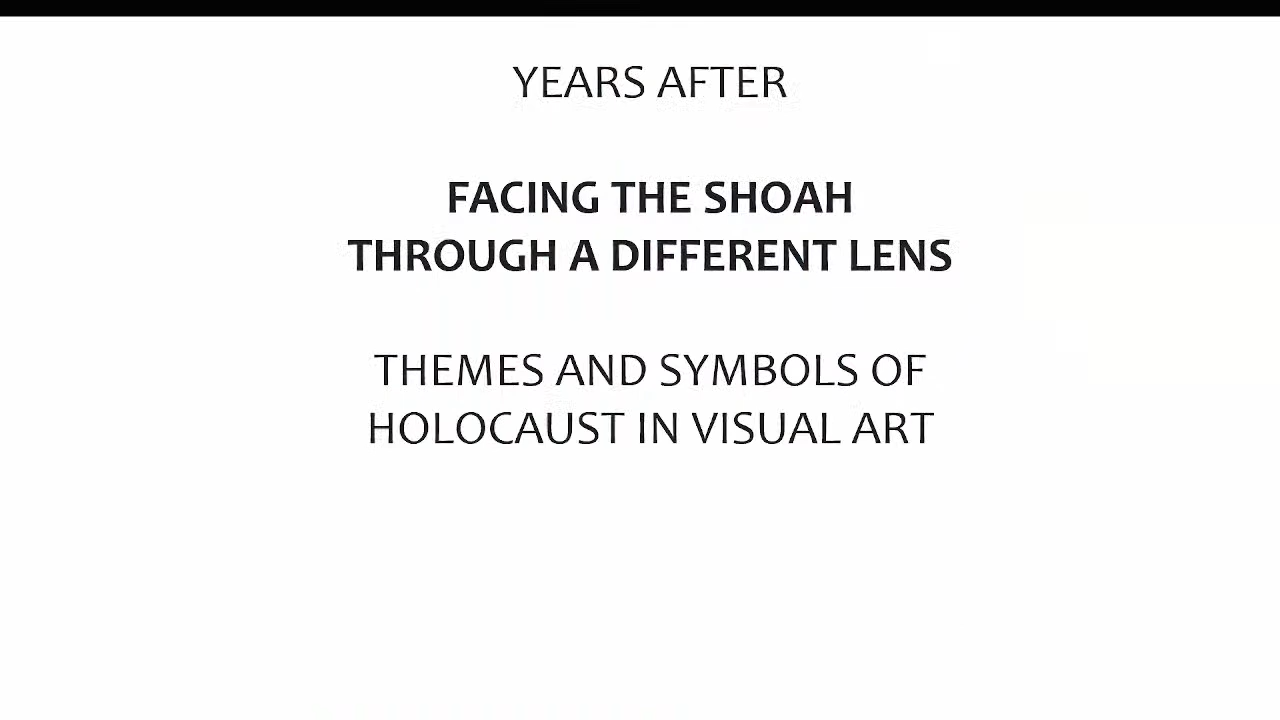 YEARS AFTER
FACING THE SHOAH
THROUGH A DIFFERENT LENS
THEMES AND SYMBOLS OF
HOLOCAUST IN VISUAL ART